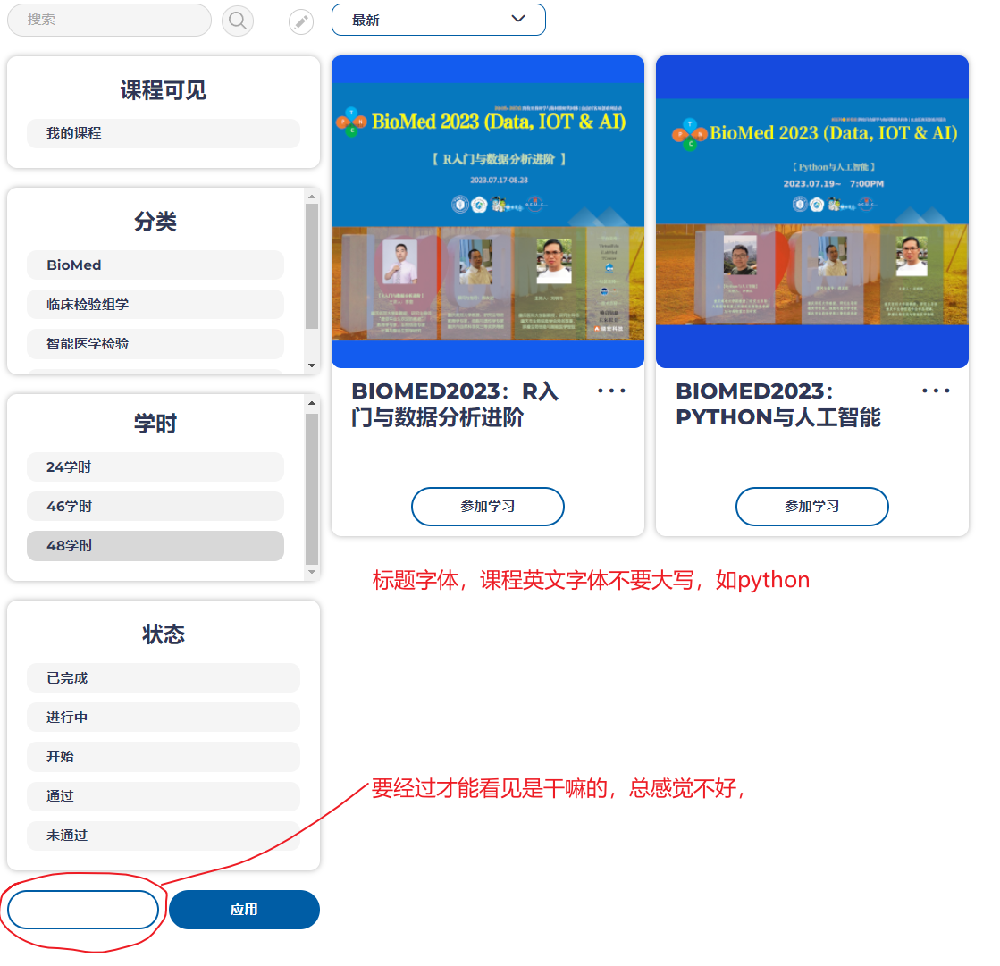 搜索
最新
课程可见
我的课程
分类
BioMed
临床检验组学
智能医学检验
学时
24学时
46学时
48学时
状态
已完成
进行中
开始
通过
未通过
应用
BioMed 2023 (Data, IOT & AI)
【 R入门与数据分析进阶 】
2023.07.17-08.28
BIOMED2023：R入
门与数据分析进阶
参加学习
BioMed 2023 (Data, IOT & AI)
【 Python与人工智能 】
2023.07.19— 7:00PM
BIOMED2023：
PYTHON与人工智能
参加学习
标题字体，课程英文字体不要大写，如python
要经过才能看见是干嘛的，总感觉不好，